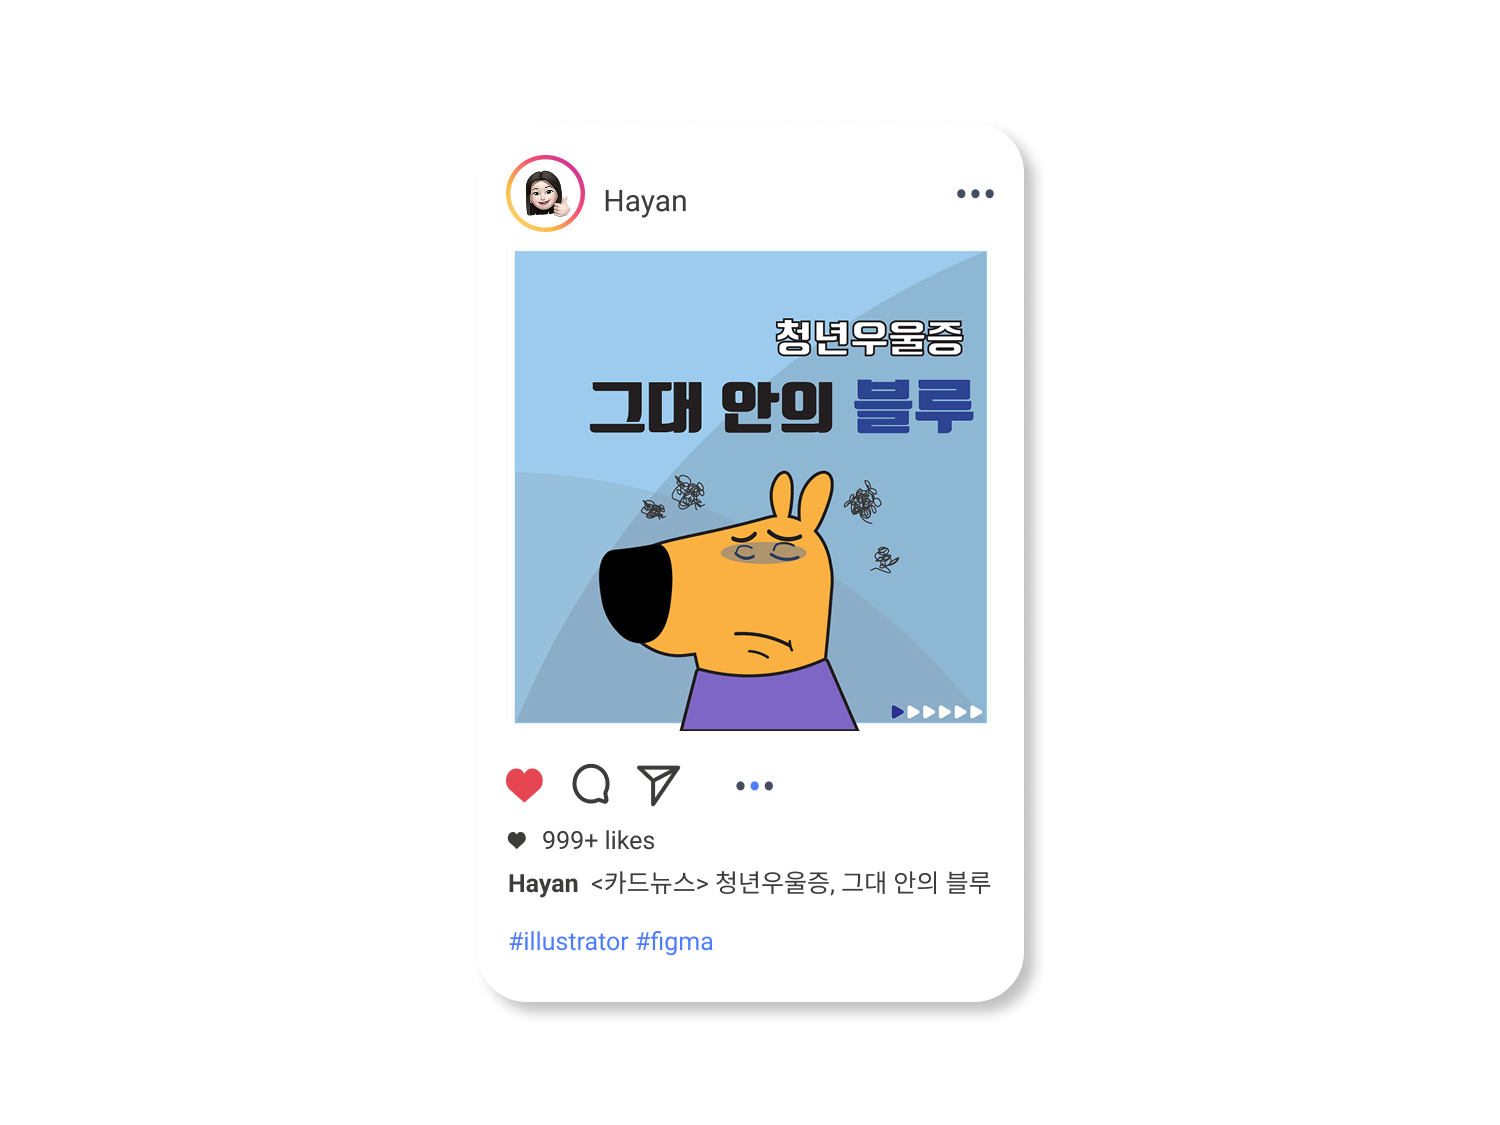 Hayan
청년우울증
그대 안의 블루
999+ likes
Hayan <카드뉴스> 청년우울증, 그대 안의 블루
#illustrator #figma